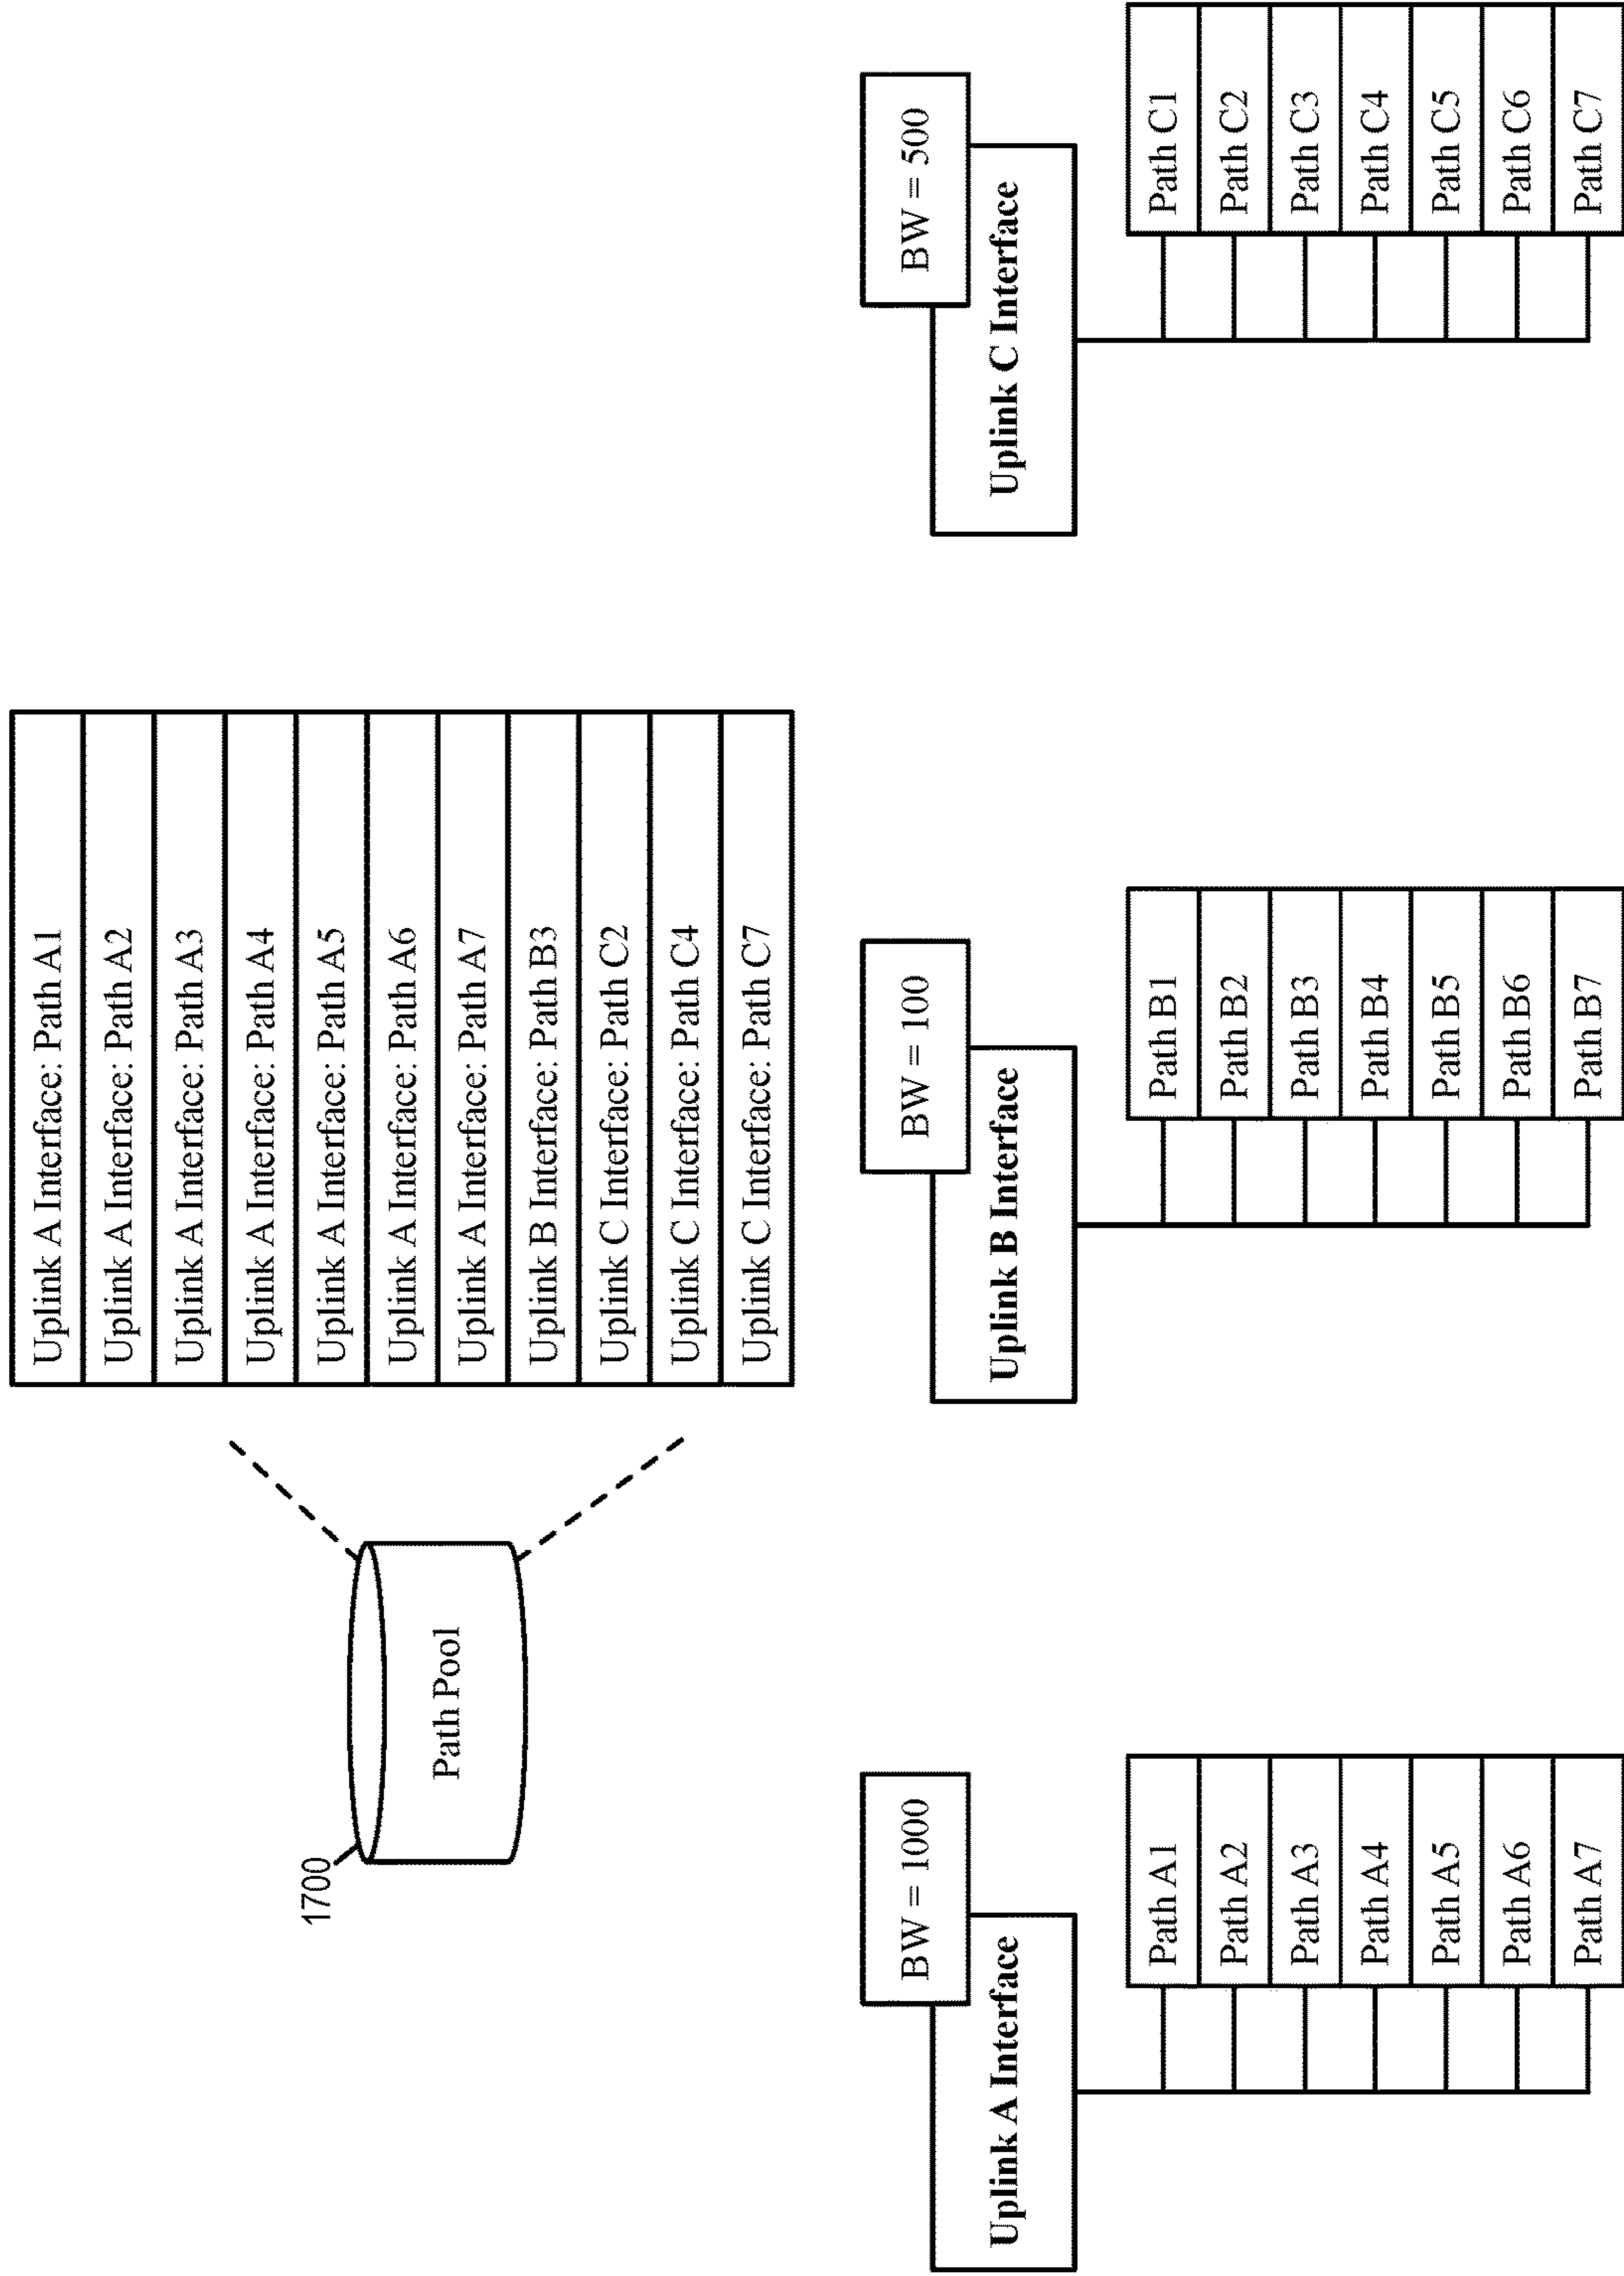 1700
Path Pool
Uplink A Interface: Path A1
Uplink A Interface: Path A2
Uplink A Interface: Path A3
Uplink A Interface: Path A4
Uplink A Interface: Path A5
Uplink A Interface: Path A6
Uplink A Interface: Path A7
Uplink B Interface: Path B3
Uplink C Interface: Path C2
Uplink C Interface: Path C4
Uplink C Interface: Path C7
BW = 1000
Uplink A Interface
Path A1
Path A2
Path A3
Path A4
Path A5
Path A6
Path A7
BW = 100
Uplink B Interface
Path B1
Path B2
Path B3
Path B4
Path B5
Path B6
Path B7
BW = 500
Uplink C Interface
Path C1
Path C2
Path C3
Path C4
Path C5
Path C6
Path C7